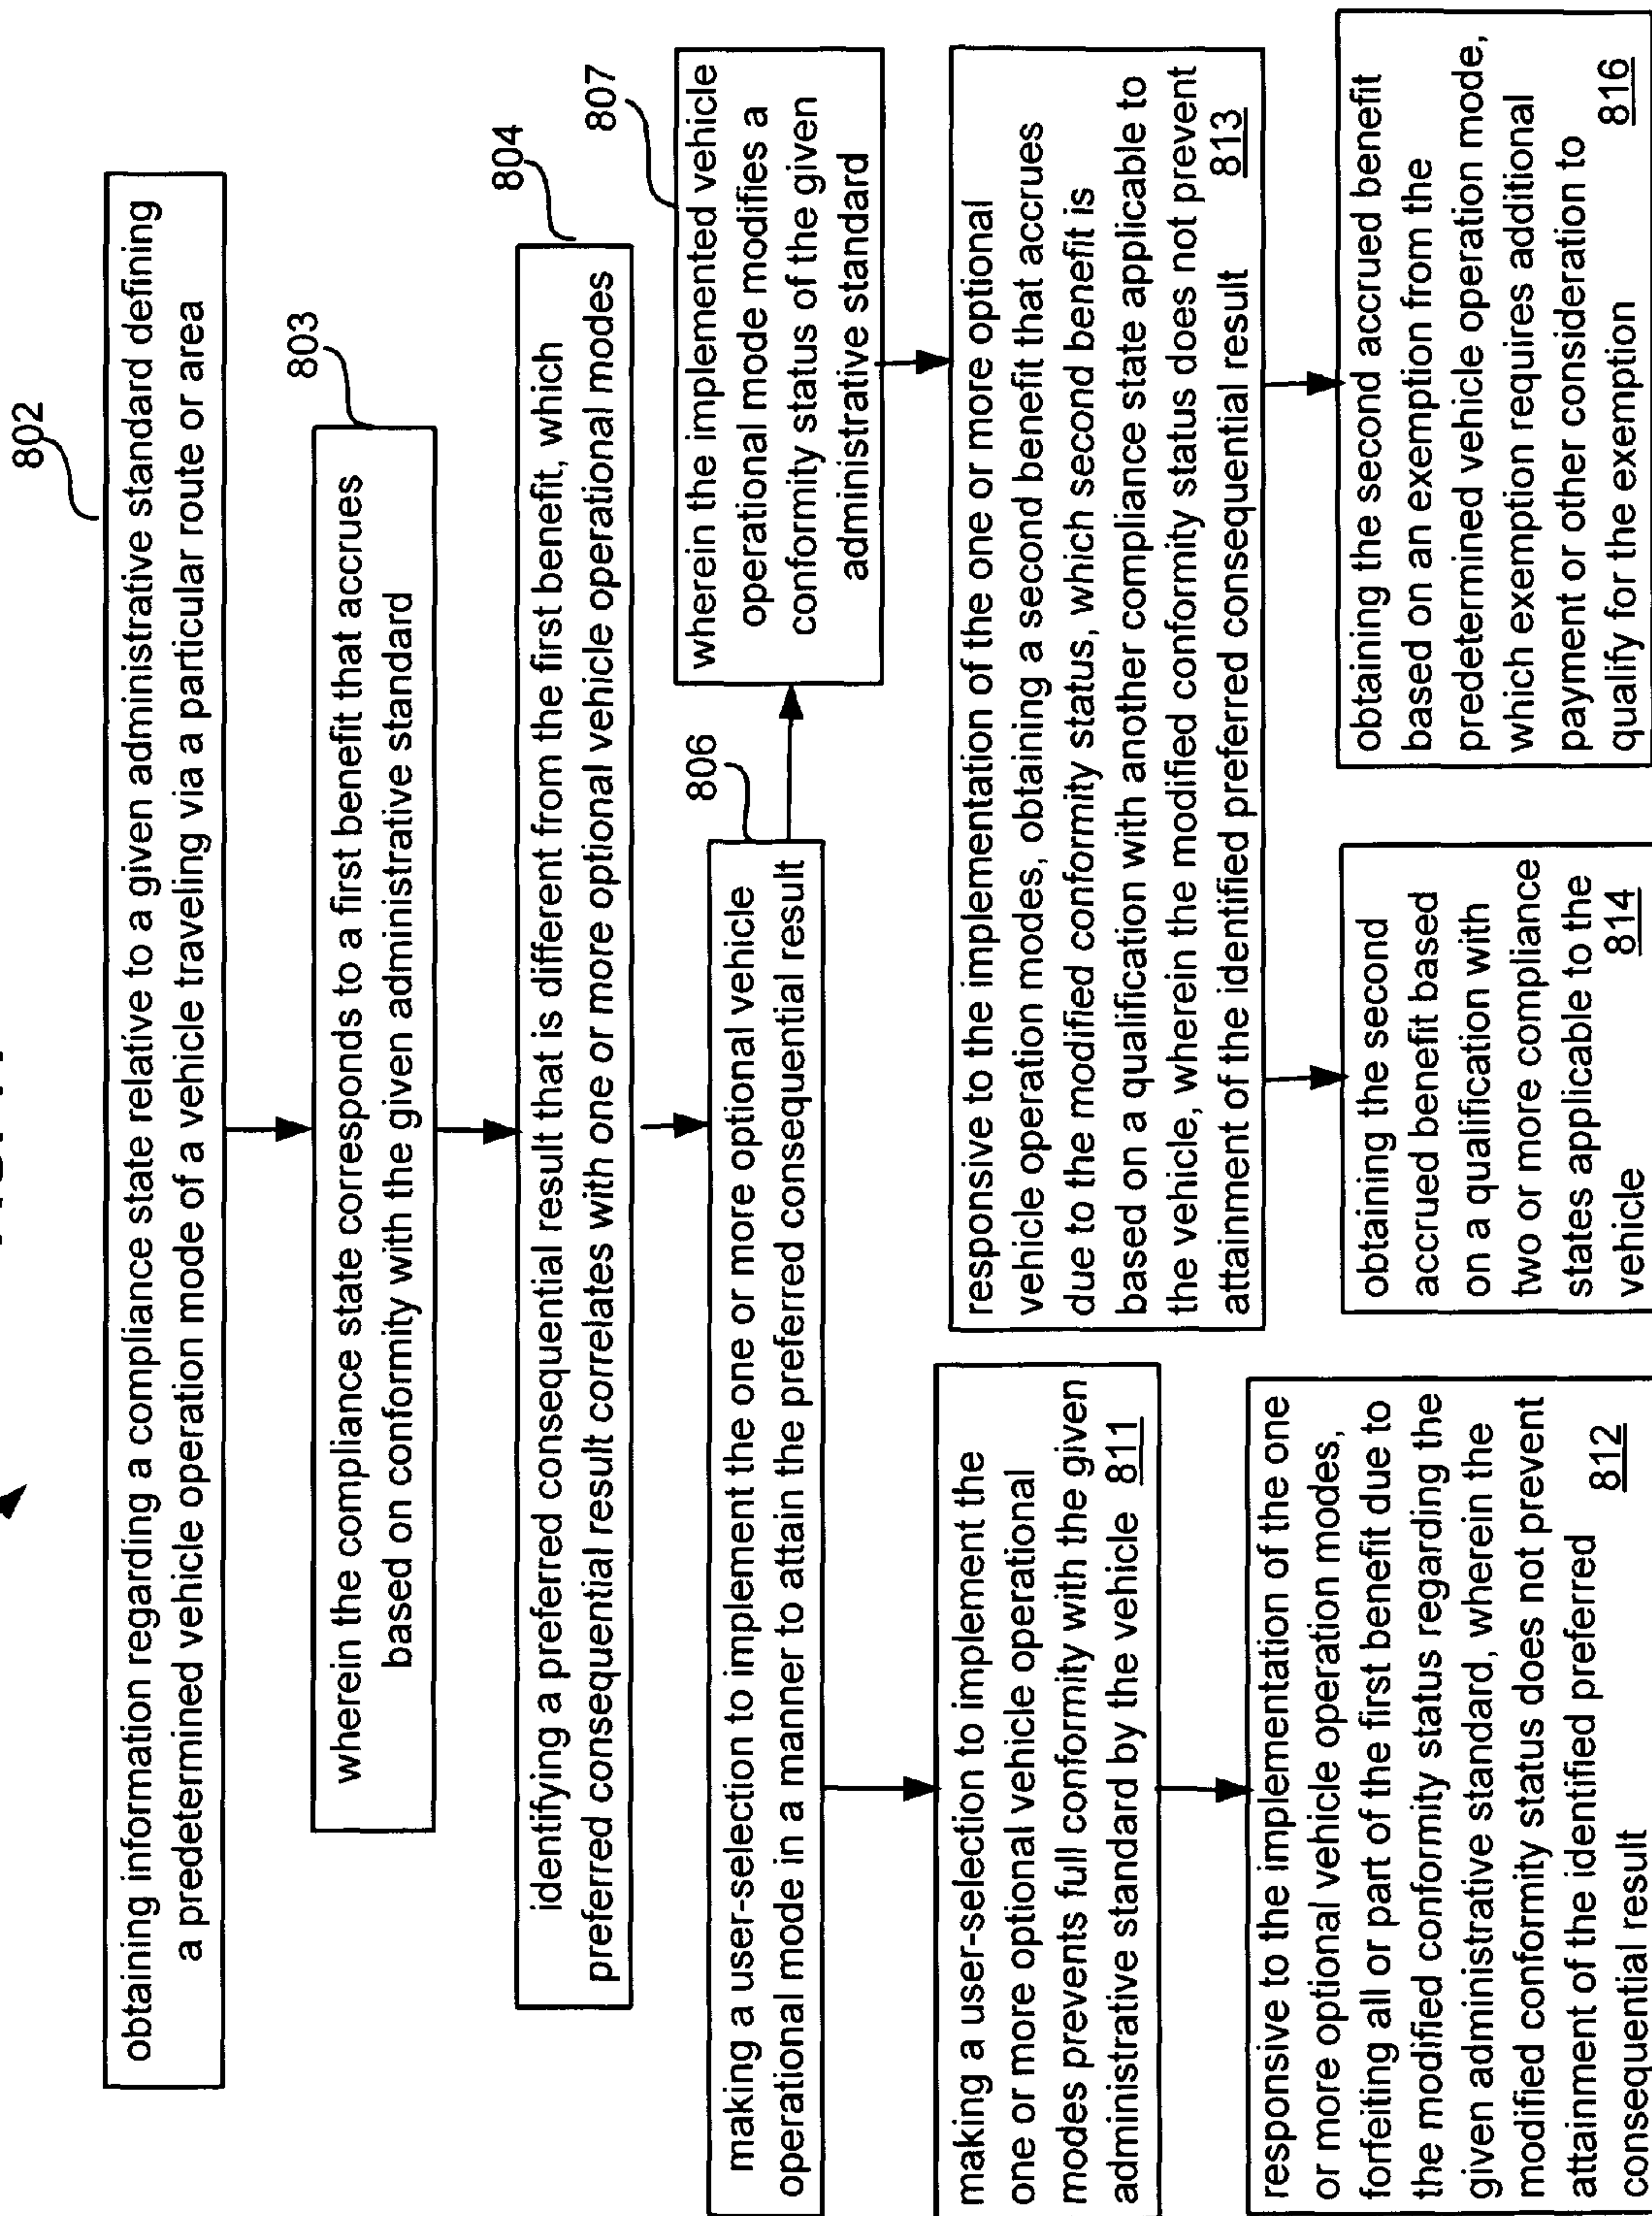 802
obtaining information regarding a compliance state relative to a given administrative standard defining
a predetermined vehicle operation mode of a vehicle traveling via a particular route or area
803
wherein the compliance state corresponds to a first benefit that accrues
based on conformity with the given administrative standard
804
identifying a preferred consequential result that is different from the first benefit, which
preferred consequential result correlates with one or more optional vehicle operational modes
806
making a user-selection to implement the one or more optional vehicle
operational mode in a manner to attain the preferred consequential result
807
wherein the implemented vehicle
operational mode modifies a
conformity status of the given
administrative standard
making a user-selection to implement the
one or more optional vehicle operational
modes prevents full conformity with the given
administrative standard by the vehicle 811
responsive to the implementation of the one or more optional
vehicle operation modes, obtaining a second benefit that accrues
due to the modified conformity status, which second benefit is
based on a qualification with another compliance state applicable to
the vehicle, wherein the modified conformity status does not prevent
attainment of the identified preferred consequential result 813
responsive to the implementation of the one
or more optional vehicle operation modes,
forfeiting all or part of the first benefit due to
the modified conformity status regarding the
given administrative standard, wherein the
modified conformity status does not prevent
attainment of the identified preferred
consequential result 812
obtaining the second
accrued benefit based
on a qualification with
two or more compliance
states applicable to the
vehicle 814
obtaining the second accrued benefit
based on an exemption from the
predetermined vehicle operation mode,
which exemption requires additional
payment or other consideration to
qualify for the exemption 816